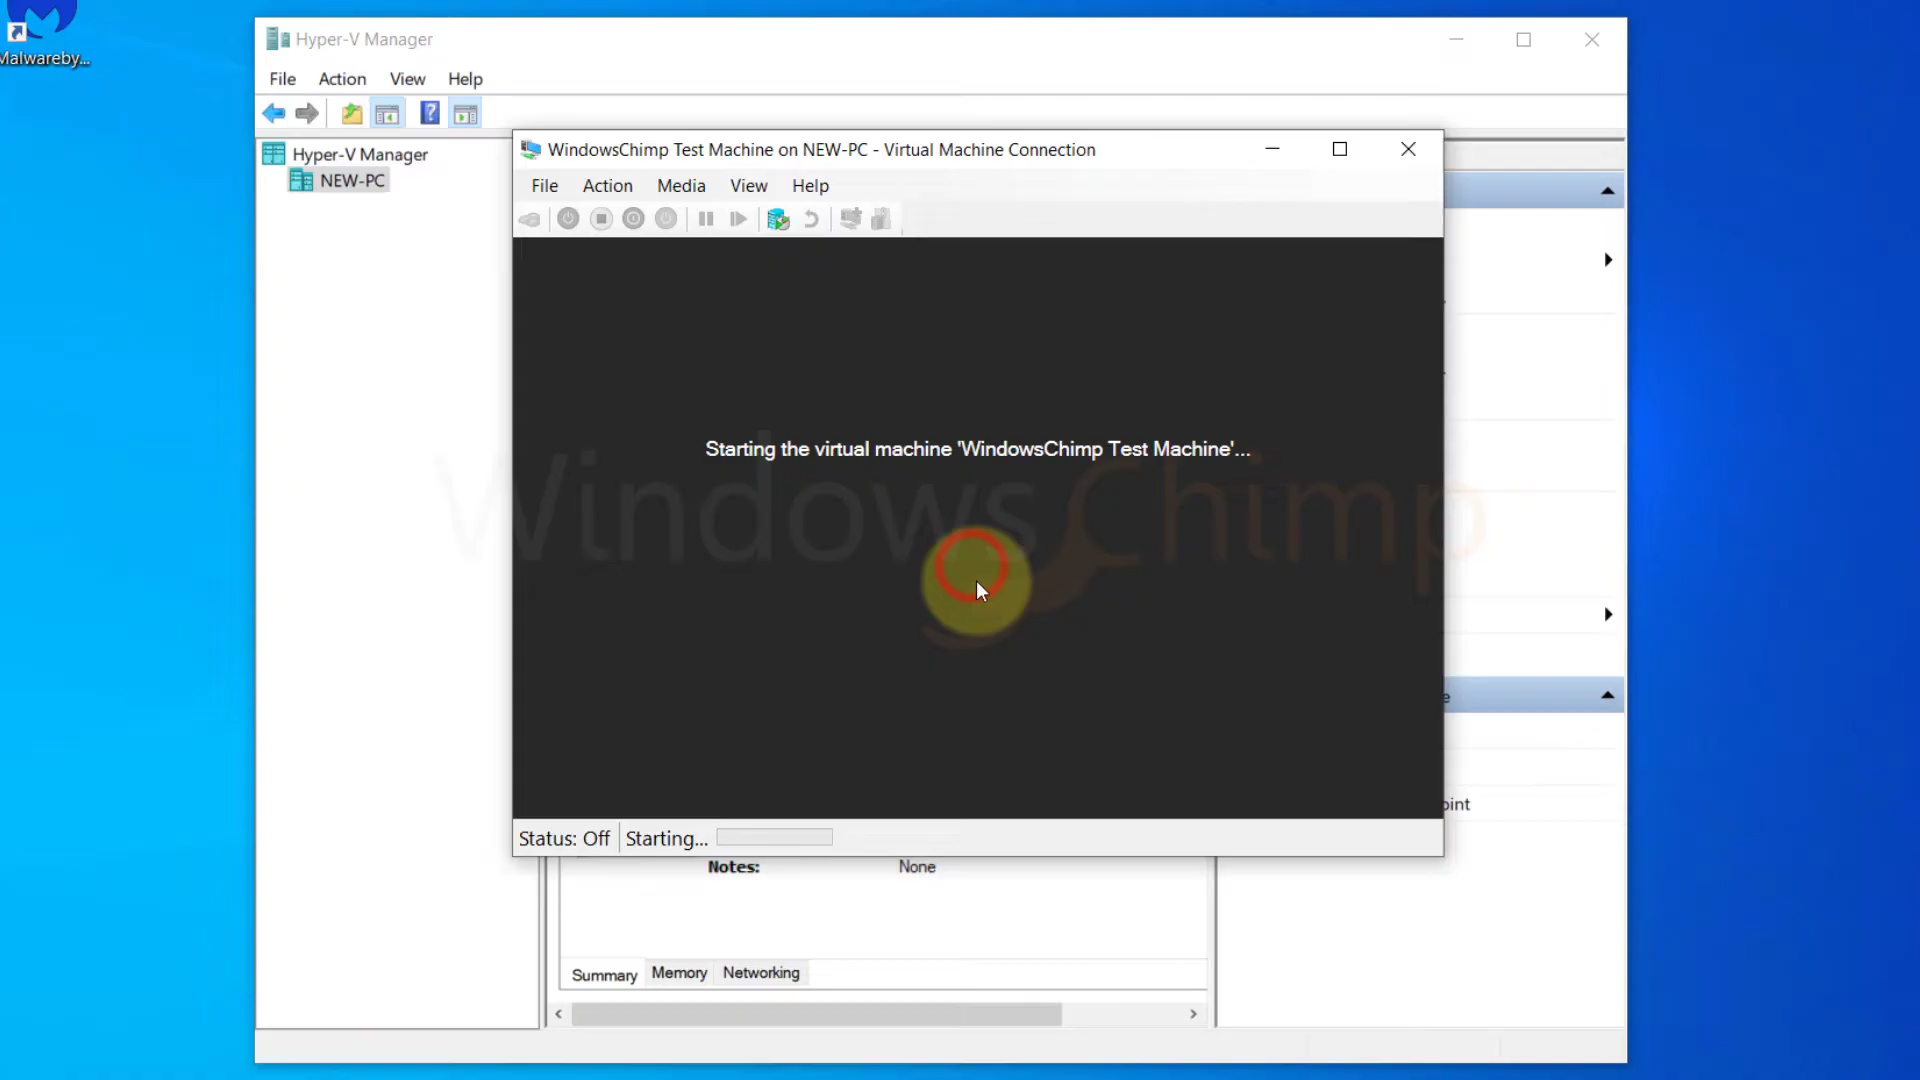 Malwareby...
Hyper-V Manager
File Action View Help
Hyper-V Manager
NEW-PC
WindowsChimp Test Machine on NEW-PC - Virtual Machine Connection
File Action Media View Help
Starting the virtual machine 'WindowsChimp Test Machine'...
WindowsChimp
Status: Off Starting...
oint
Notes: None
Summary Memory Networking